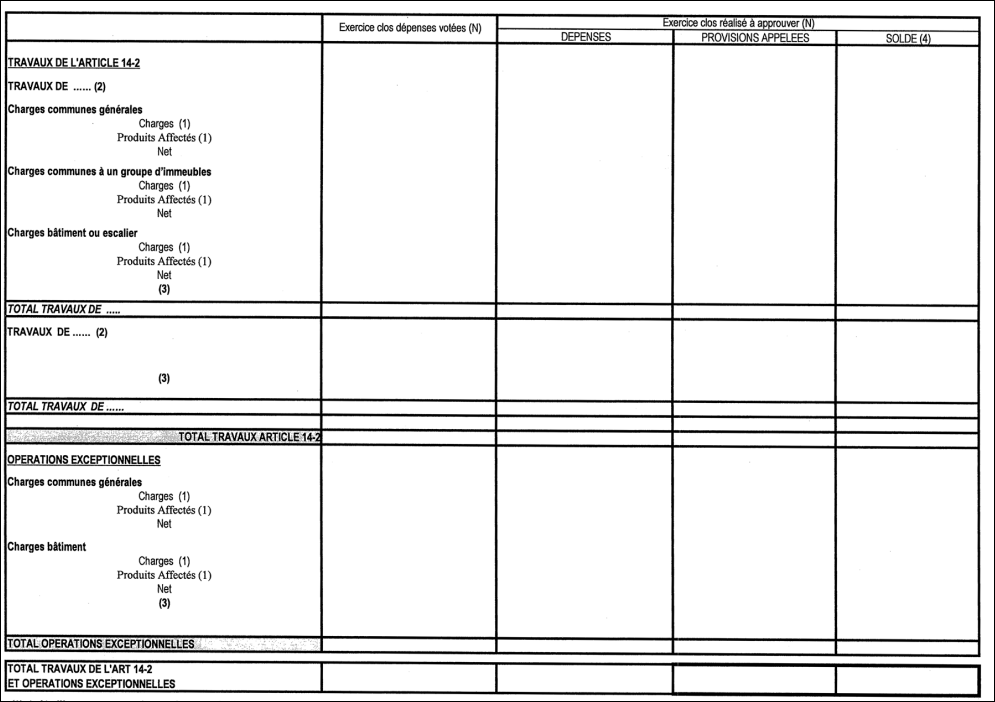 Exercice clos dépenses votées (N)
Exercice clos réalisé à approuver (N)
DEPENSES
PROVISIONS APPELEES
SOLDE (4)
TRAVAUX DE L'ARTICLE 14-2
TRAVAUX DE ...... (2)
Charges communes générales
Charges (1)
Produits Affectés (1)
Net
Charges communes à un groupe d'immeubles
Charges (1)
Produits Affectés (1)
Net
Charges bâtiment ou escalier
Charges (1)
Produits Affectés (1)
Net
(3)
TOTAL TRAVAUX DE .....
TRAVAUX DE ...... (2)
(3)
TOTAL TRAVAUX DE ......
TOTAL TRAVAUX ARTICLE 14-2
OPERATIONS EXCEPTIONNELLES
Charges communes générales
Charges (1)
Produits Affectés (1)
Net
Charges bâtiment
Charges (1)
Produits Affectés (1)
Net
(3)
TOTAL OPERATIONS EXCEPTIONNELLES
TOTAL TRAVAUX DE L'ART 14-2
ET OPERATIONS EXCEPTIONNELLES